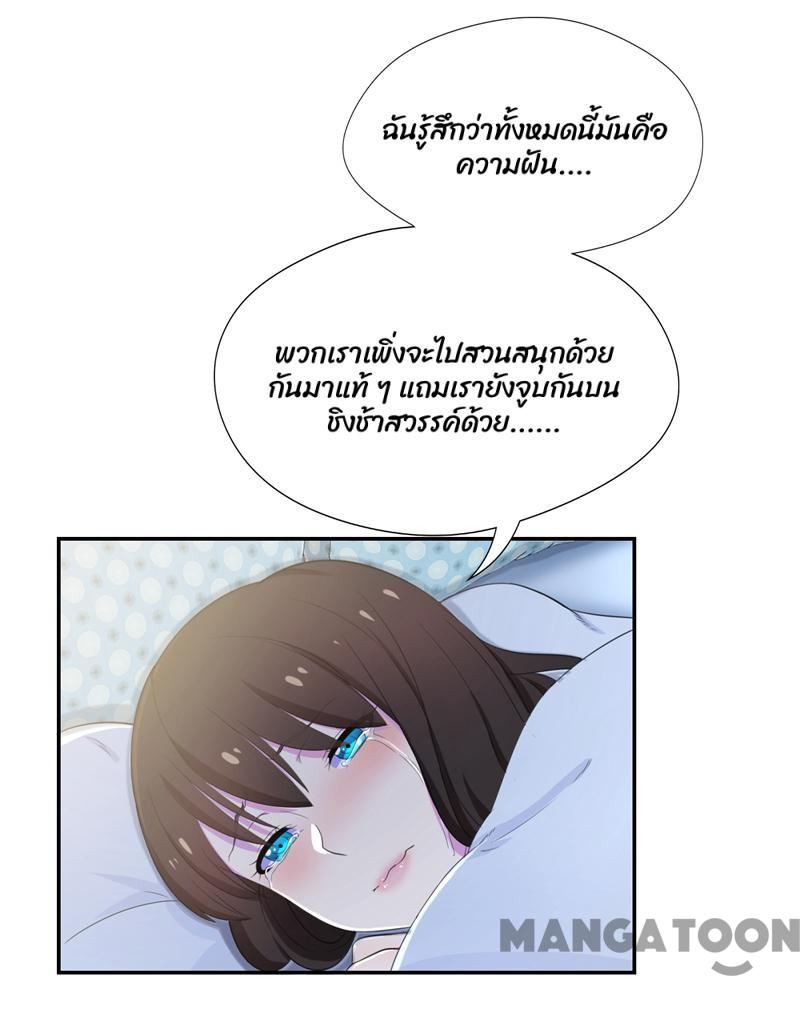 ฉันรู้สึกว่าทั้งหมดนี้มันคือ
ความฝัน....
พวกเราเพิ่งจะไปสวนสนุกด้วย
กันมาแท้ ๆ แถมเรายังจูบกันบน
ชิงช้าสวรรค์ด้วย......
MANGATOON